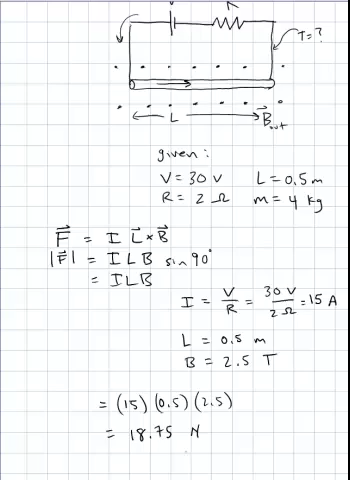 T = ?
L
B⃗out
given :
V = 30 V L = 0.5 m
R = 2 Ω m = 4 kg
F⃗ = I L⃗ × B⃗
|F⃗| = I L B sin 90°
= I L B
I = V/R = 30 V/2 Ω = 15 A
L = 0.5 m
B = 2.5 T
= (15) (0.5) (2.5)
= 18.75 N